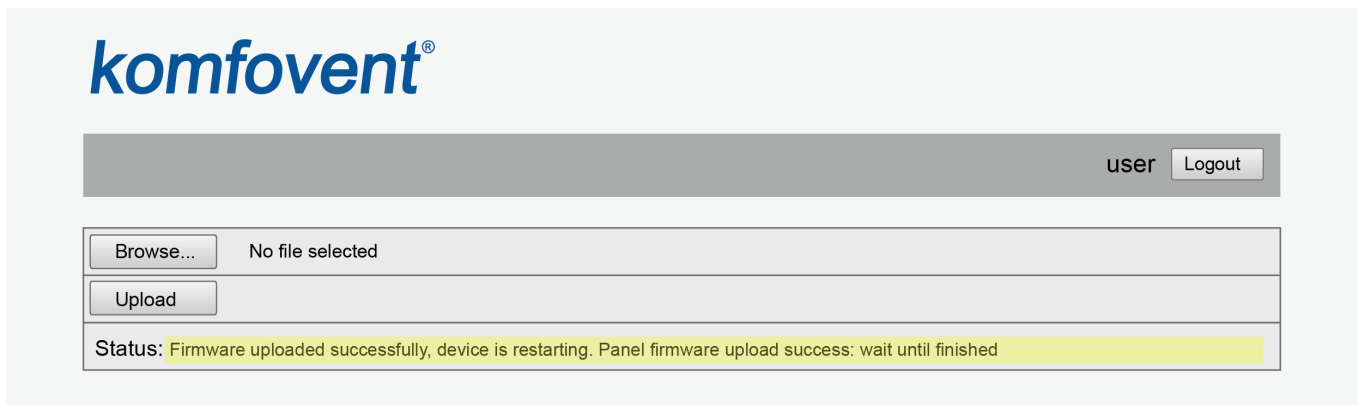 komfovent®
user Logout
Browse... No file selected
Upload
Status: Firmware uploaded successfully, device is restarting. Panel firmware upload success: wait until finished